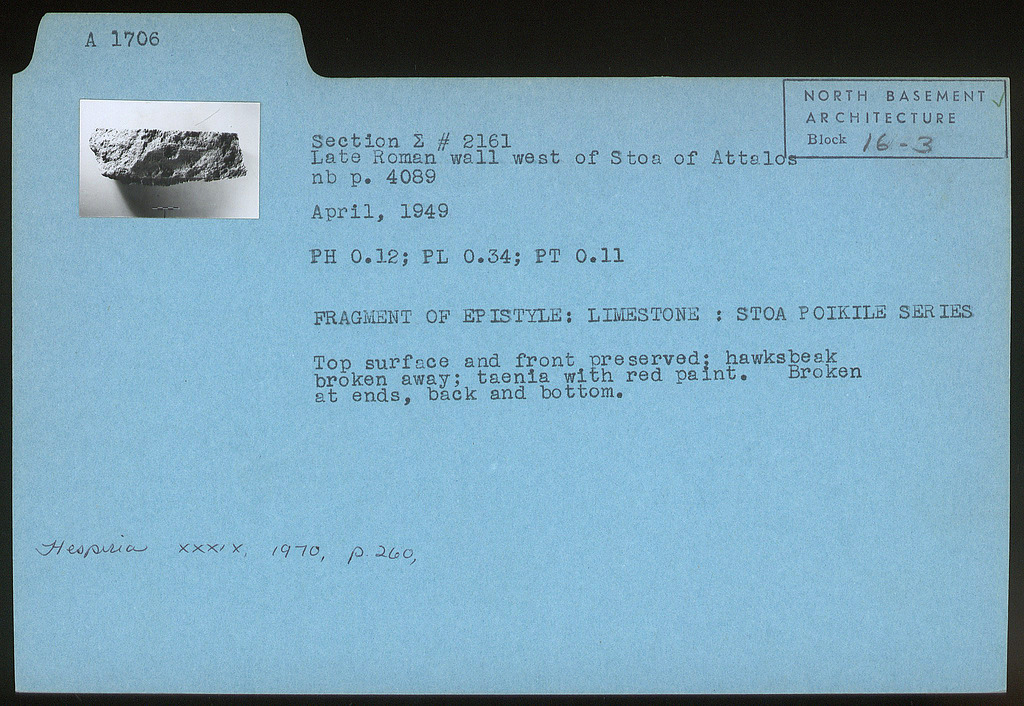 A 1706
NORTH BASEMENT ✓
ARCHITECTURE
Block 16-3
Section Σ # 2161
Late Roman wall west of Stoa of Attalos
nb p. 4089
April, 1949
PH 0.12; PL 0.34; PT 0.11
FRAGMENT OF EPISTYLE: LIMESTONE : STOA POIKILE SERIES
Top surface and front preserved; hawksbeak
broken away; taenia with red paint. Broken
at ends, back and bottom.
Hesperia XXXIX, 1970, p. 260,